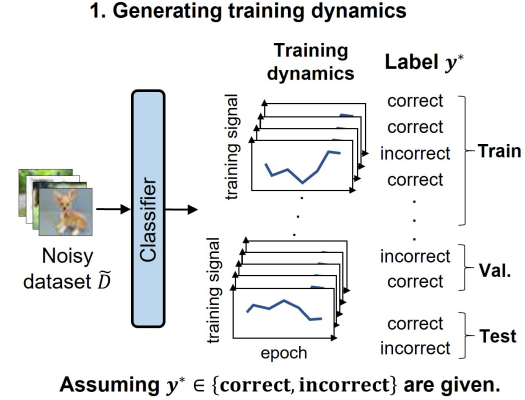 1. Generating training dynamics
Training
dynamics
Label y*
training signal
correct
correct
incorrect
correct
Train
Classifier
Noisy
dataset D̃
training signal
incorrect
correct
Val.
correct
incorrect
Test
epoch
Assuming y* ∈ {correct, incorrect} are given.